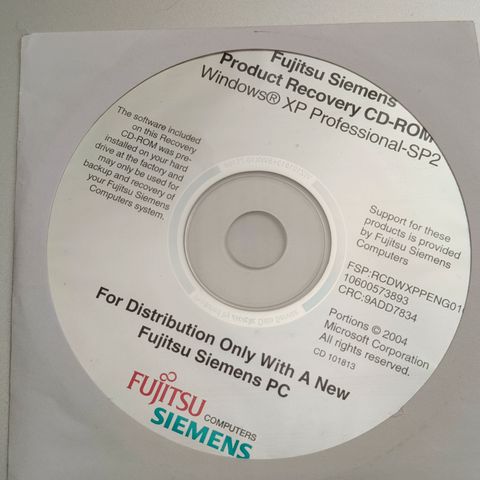 Fujitsu Siemens
Product Recovery CD-ROM
Windows® XP Professional-SP2
The software included
on this Recovery
CD-ROM was pre-
installed on your hard
drive at the factory and
may only be used for
backup and recovery of
your Fujitsu Siemens
Computers system.
Support for these
products is provided
by Fujitsu Siemens
Computers
FSP:RCDWXPPENG01
10600573893
CRC:9ADD7834
Portions © 2004
Microsoft Corporation
All rights reserved.
CD 101813
For Distribution Only With A New
Fujitsu Siemens PC
FUJITSU
COMPUTERS
SIEMENS